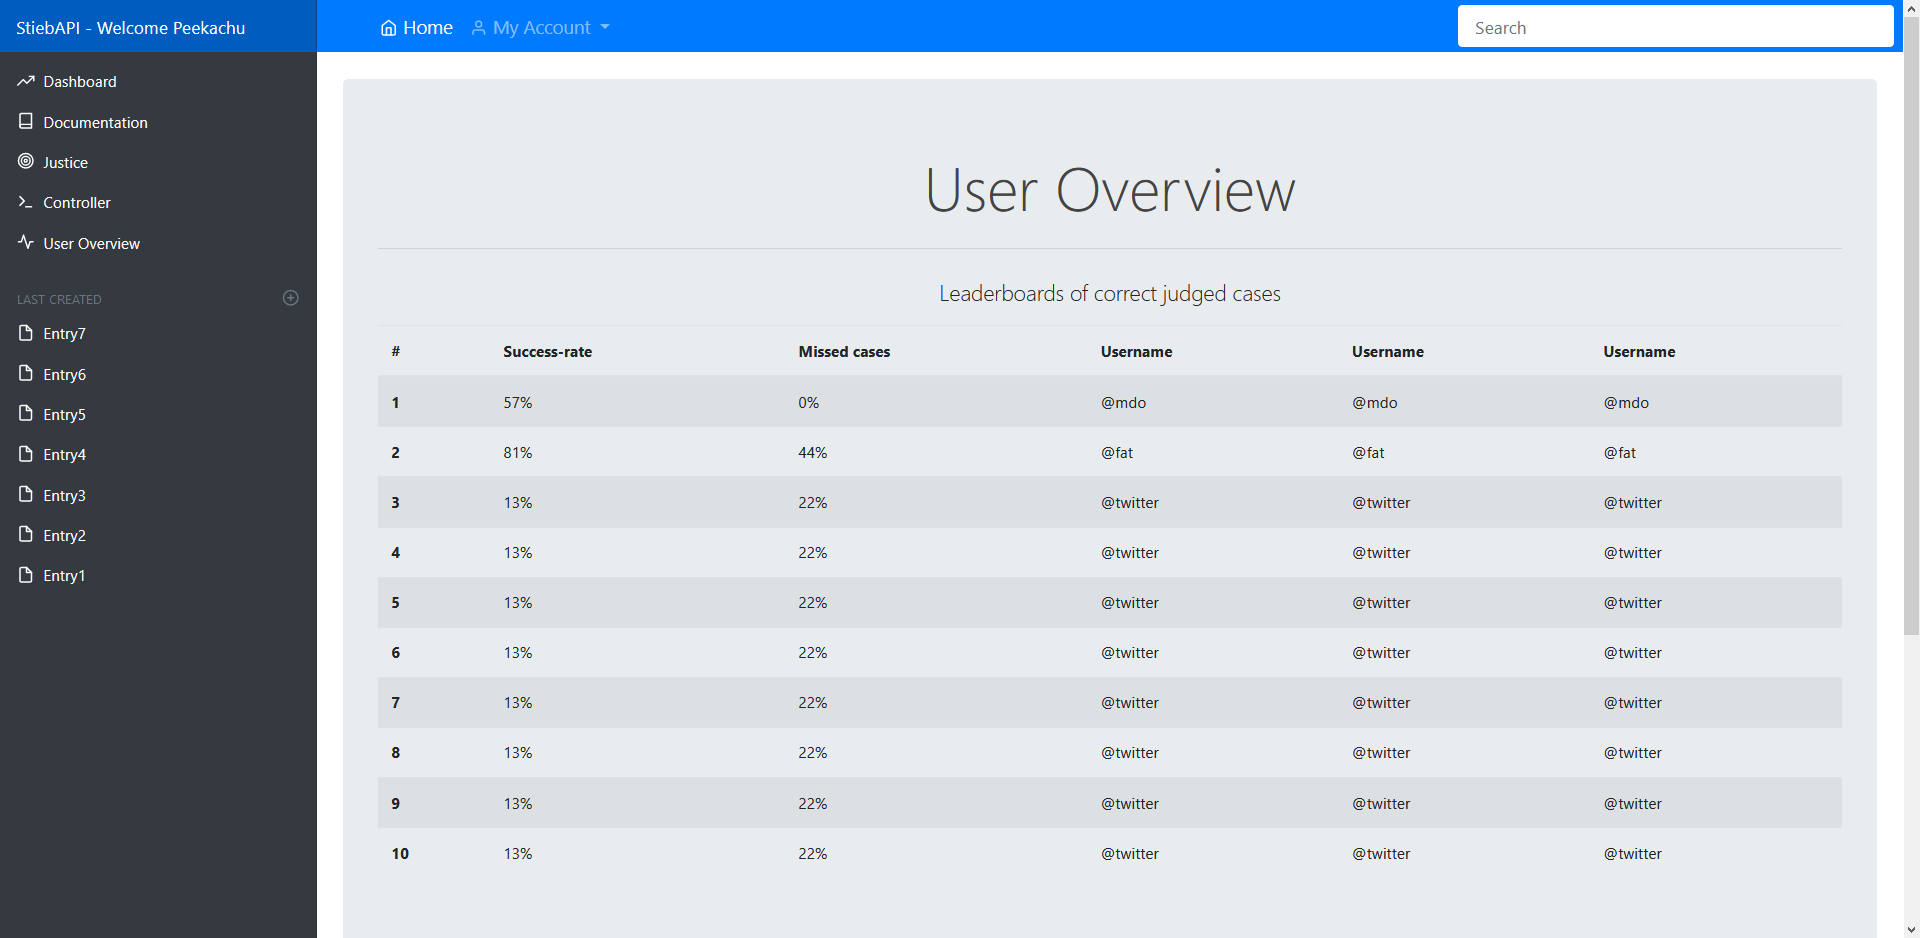 StiebAPI - Welcome Peekachu
Home My Account
Search
Dashboard
Documentation
Justice
Controller
User Overview
LAST CREATED
Entry7
Entry6
Entry5
Entry4
Entry3
Entry2
Entry1
User Overview
Leaderboards of correct judged cases
# Success-rate Missed cases Username Username Username
1 57% 0% @mdo @mdo @mdo
2 81% 44% @fat @fat @fat
3 13% 22% @twitter @twitter @twitter
4 13% 22% @twitter @twitter @twitter
5 13% 22% @twitter @twitter @twitter
6 13% 22% @twitter @twitter @twitter
7 13% 22% @twitter @twitter @twitter
8 13% 22% @twitter @twitter @twitter
9 13% 22% @twitter @twitter @twitter
10 13% 22% @twitter @twitter @twitter